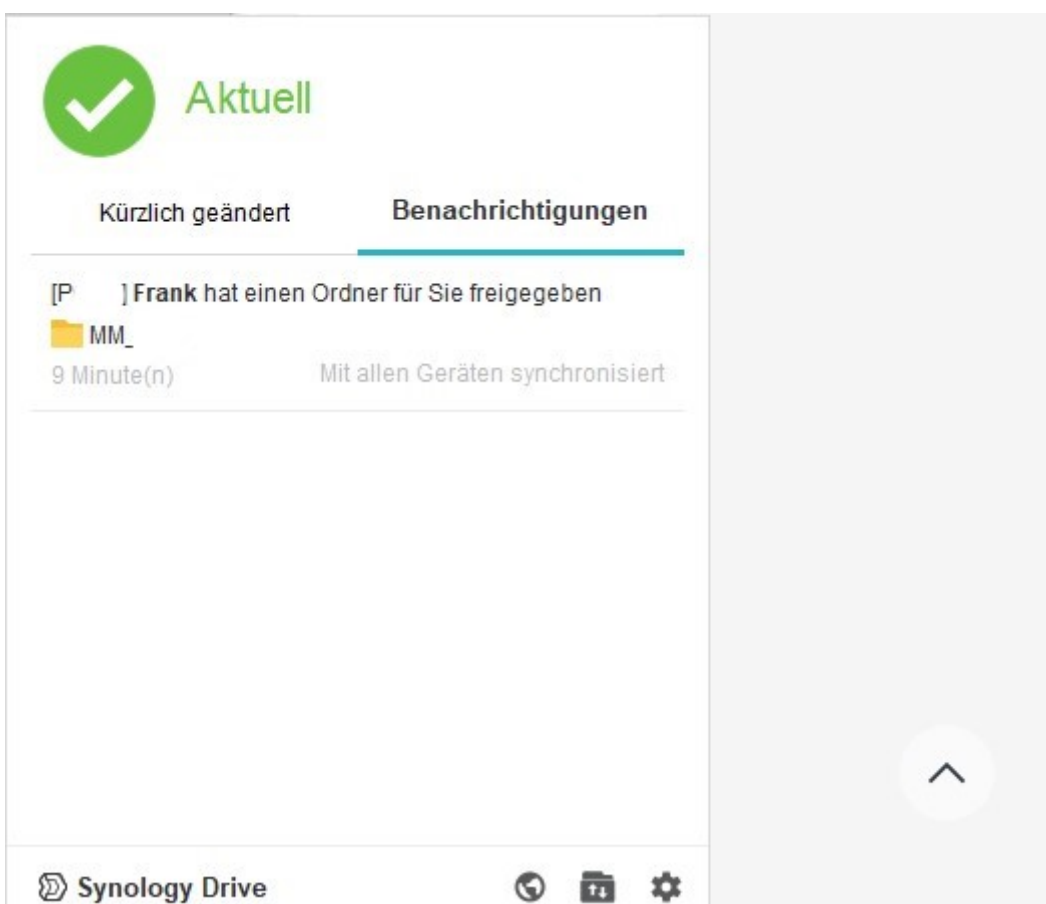 Aktuell
Kürzlich geändert Benachrichtigungen
[P ] Frank hat einen Ordner für Sie freigegeben
MM_
9 Minute(n) Mit allen Geräten synchronisiert
Synology Drive